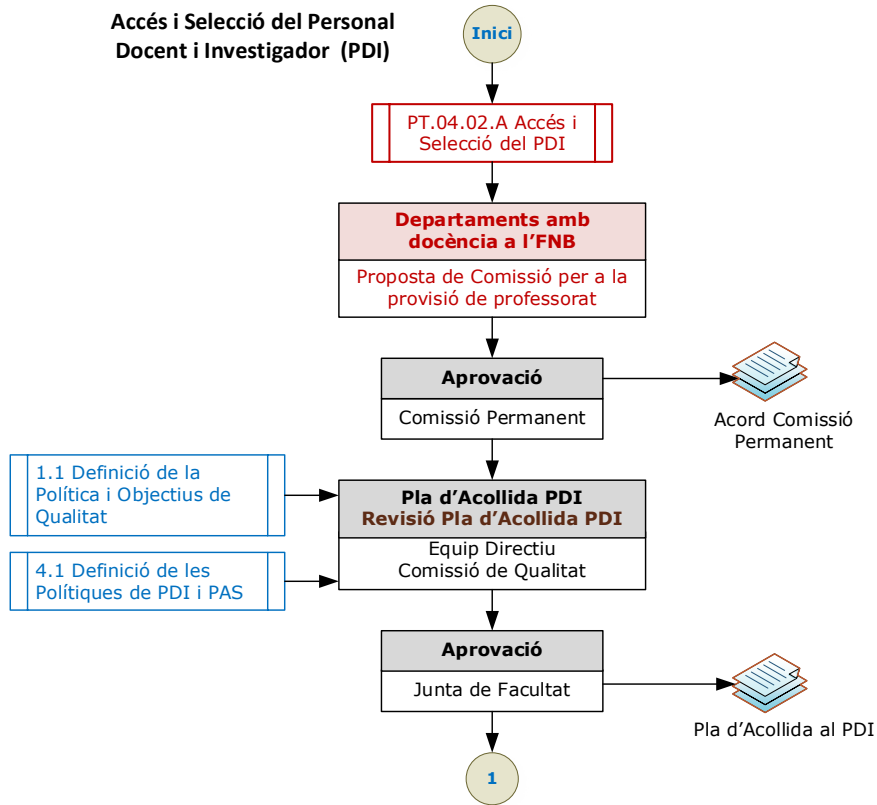 Accés i Selecció del Personal
Docent i Investigador (PDI)
Inici
PT.04.02.A Accés i
Selecció del PDI
Departaments amb
docència a l'FNB
Proposta de Comissió per a la
provisió de professorat
Aprovació
Comissió Permanent
Acord Comissió
Permanent
1.1 Definició de la
Política i Objectius de
Qualitat
Pla d'Acollida PDI
Revisió Pla d'Acollida PDI
Equip Directiu
Comissió de Qualitat
4.1 Definició de les
Polítiques de PDI i PAS
Aprovació
Junta de Facultat
Pla d'Acollida al PDI
1